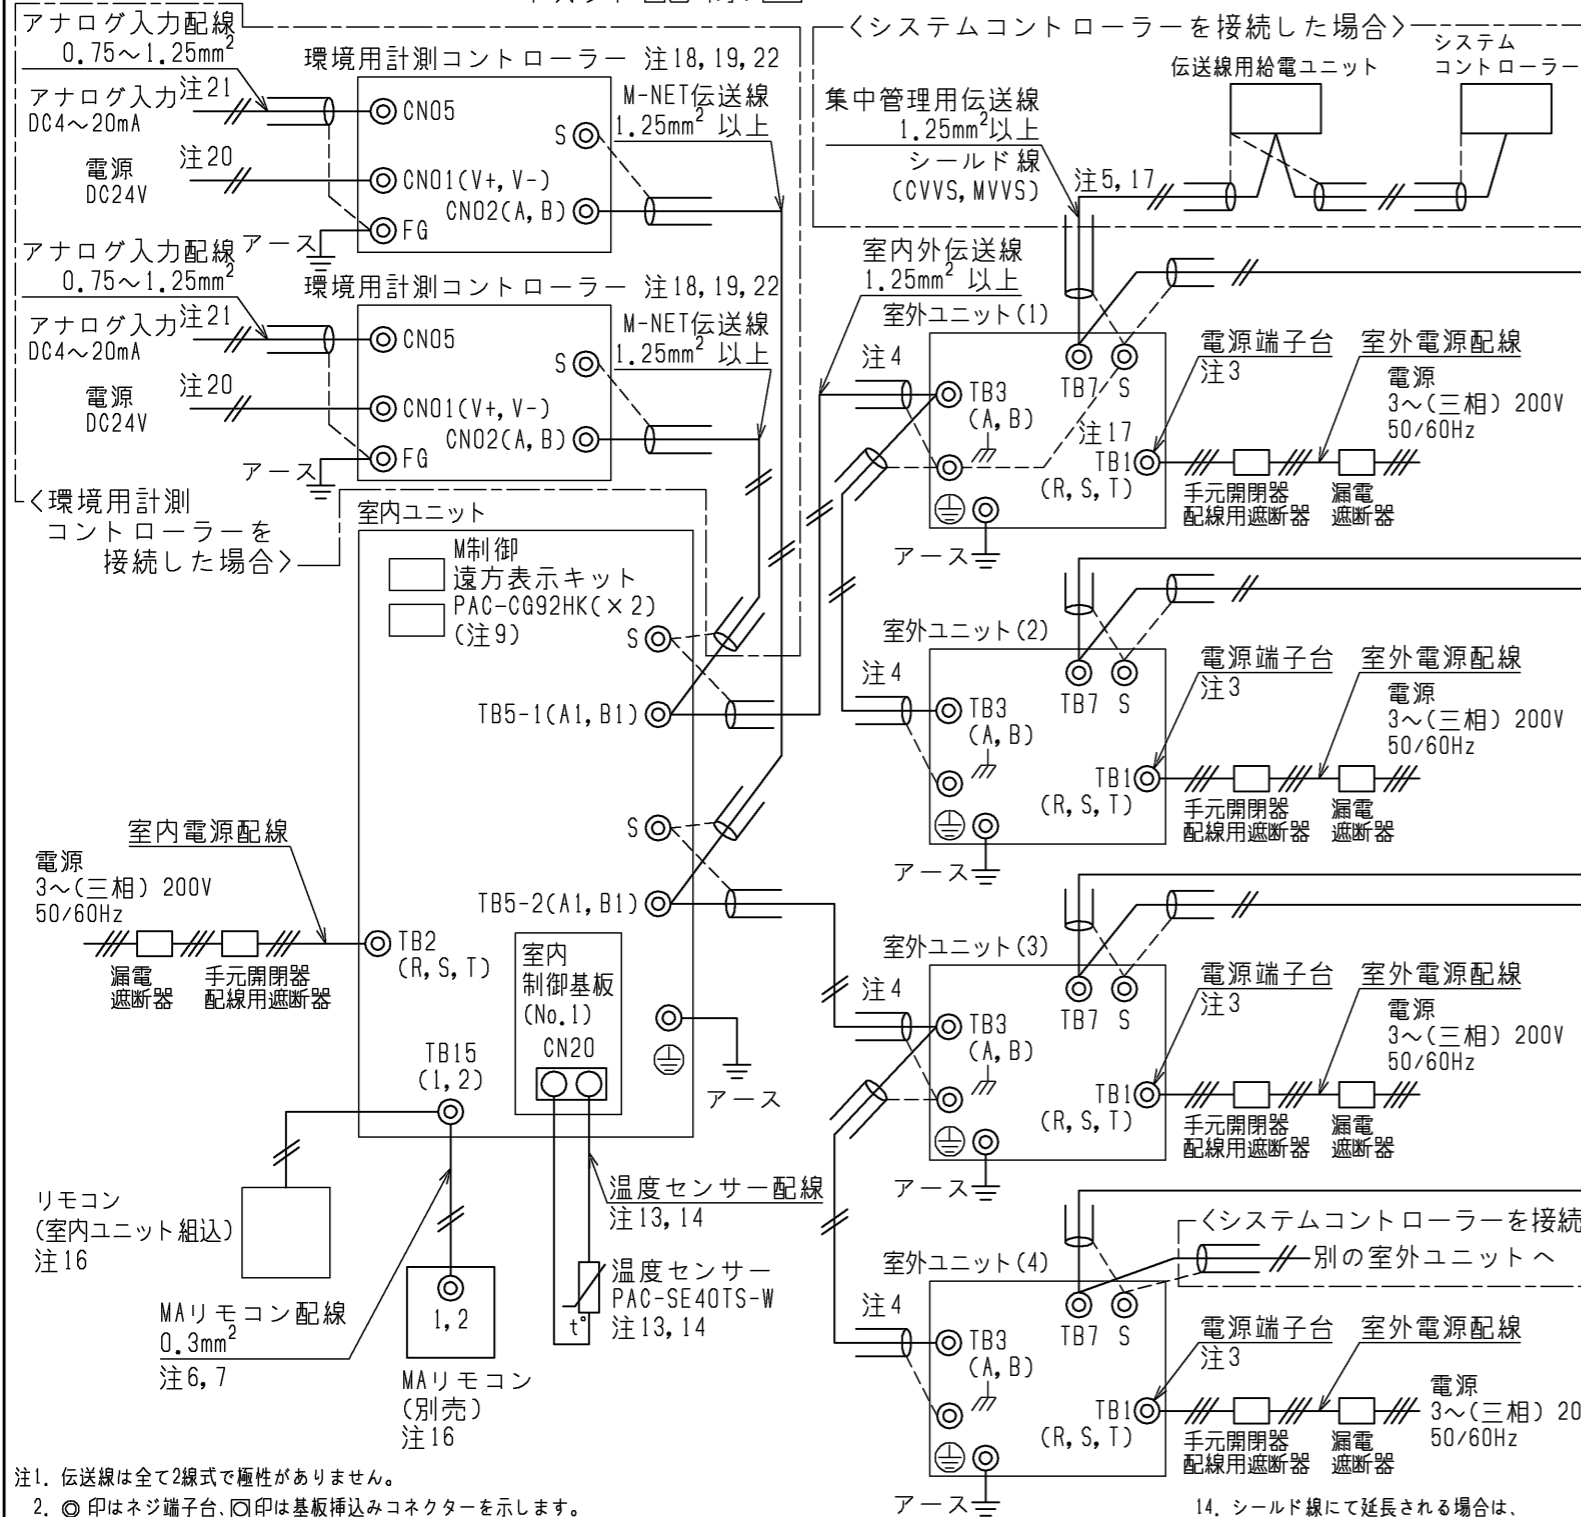 アナログ入力配線
0.75～1.25mm²
アナログ入力 注21
DC4～20mA
電源 注20
DC24V
環境用計測コントローラー 注18,19,22
CN05
S
CN01(V+,V-)
CN02(A,B)
FG
アース
M-NET伝送線
1.25mm² 以上
アナログ入力配線
0.75～1.25mm²
アナログ入力 注21
DC4～20mA
電源 注20
DC24V
環境用計測コントローラー 注18,19,22
CN05
S
CN01(V+,V-)
CN02(A,B)
FG
アース
M-NET伝送線
1.25mm² 以上
〈環境用計測
コントローラーを
接続した場合〉
〈システムコントローラーを接続した場合〉
伝送線用給電ユニット
システム
コントローラー
集中管理用伝送線
1.25mm²以上
シールド線
(CVVS,MVVS)
注5,17
室内外伝送線
1.25mm² 以上
室内ユニット
M制御
遠方表示キット
PAC-CG92HK(×2)
(注9)
S
TB5-1(A1,B1)
S
TB5-2(A1,B1)
室内電源配線
電源
3～(三相) 200V
50/60Hz
漏電
遮断器
手元開閉器
配線用遮断器
TB2
(R,S,T)
室内
制御基板
(No.1)
CN20
TB15
(1,2)
アース
リモコン
(室内ユニット組込)
注16
MAリモコン配線
0.3mm²
注6,7
1,2
MAリモコン
(別売)
注16
温度センサー配線
注13,14
温度センサー
PAC-SE40TS-W
注13,14
t°
室外ユニット(1)
注4
TB3
(A,B)
TB7 S
注17
TB1
(R,S,T)
アース
電源端子台
注3
室外電源配線
電源
3～(三相) 200V
50/60Hz
手元開閉器
配線用遮断器
漏電
遮断器
室外ユニット(2)
注4
TB3
(A,B)
TB7 S
TB1
(R,S,T)
アース
電源端子台
注3
室外電源配線
電源
3～(三相) 200V
50/60Hz
手元開閉器
配線用遮断器
漏電
遮断器
室外ユニット(3)
注4
TB3
(A,B)
TB7 S
TB1
(R,S,T)
アース
電源端子台
注3
室外電源配線
電源
3～(三相) 200V
50/60Hz
手元開閉器
配線用遮断器
漏電
遮断器
〈システムコントローラーを接続
別の室外ユニットへ
室外ユニット(4)
注4
TB3
(A,B)
TB7 S
TB1
(R,S,T)
アース
電源端子台
注3
室外電源配線
電源
3～(三相) 20
50/60Hz
手元開閉器
配線用遮断器
漏電
遮断器
注1. 伝送線は全て2線式で極性がありません。
2. ◎ 印はネジ端子台、回印は基板挿込みコネクターを示します。
14. シールド線にて延長される場合は、